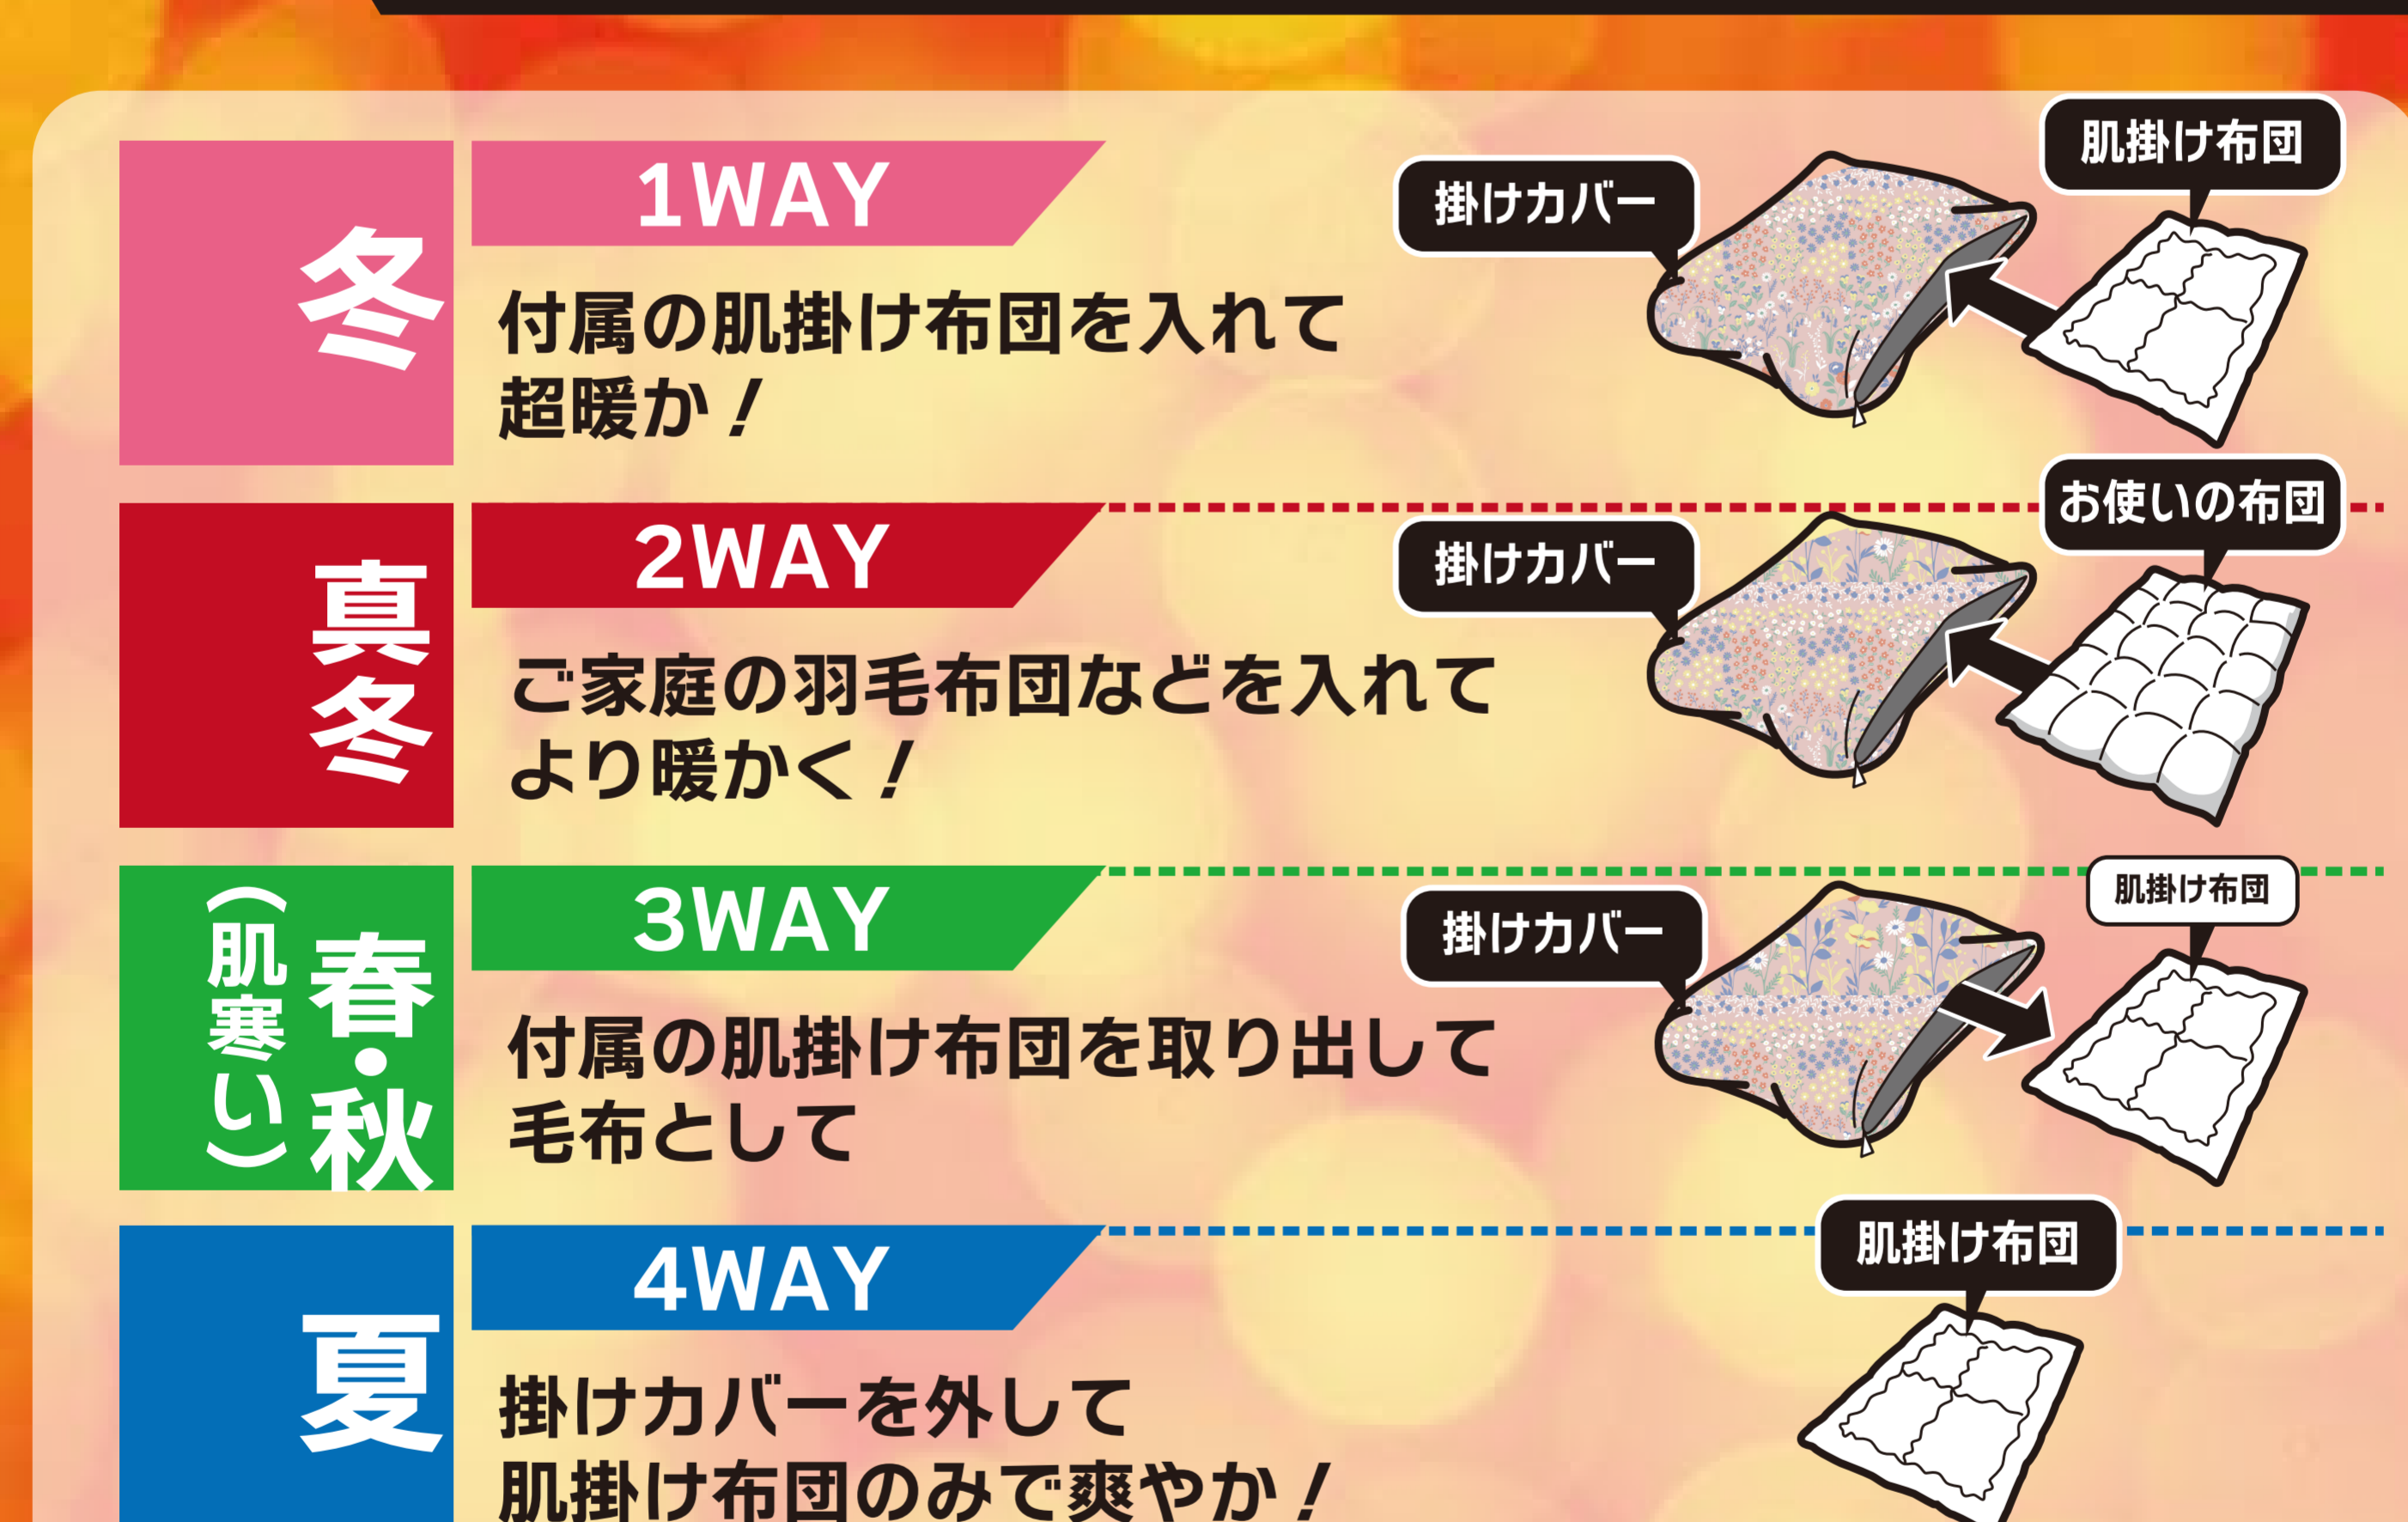 冬
1WAY
付属の肌掛け布団を入れて
超暖か！
掛けカバー
肌掛け布団
真冬
2WAY
ご家庭の羽毛布団などを入れて
より暖かく！
掛けカバー
お使いの布団
春・秋
（肌寒い）
3WAY
付属の肌掛け布団を取り出して
毛布として
掛けカバー
肌掛け布団
夏
4WAY
掛けカバーを外して
肌掛け布団のみで爽やか！
肌掛け布団